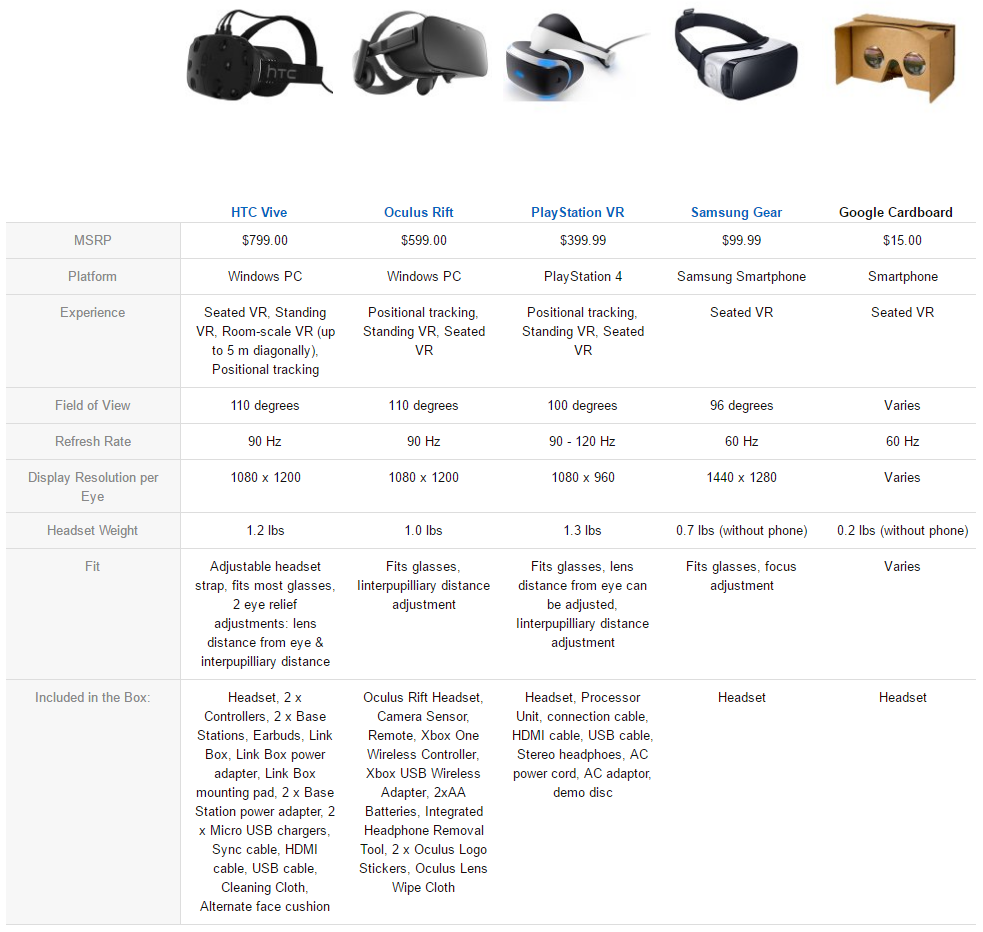 hTC
HTC Vive Oculus Rift PlayStation VR Samsung Gear Google Cardboard
MSRP $799.00 $599.00 $399.99 $99.99 $15.00
Platform Windows PC Windows PC PlayStation 4 Samsung Smartphone Smartphone
Experience
Seated VR, Standing
VR, Room-scale VR (up
to 5 m diagonally),
Positional tracking
Positional tracking,
Standing VR, Seated
VR
Positional tracking,
Standing VR, Seated
VR
Seated VR
Seated VR
Field of View 110 degrees 110 degrees 100 degrees 96 degrees Varies
Refresh Rate 90 Hz 90 Hz 90 - 120 Hz 60 Hz 60 Hz
Display Resolution per
Eye
1080 x 1200 1080 x 1200 1080 x 960 1440 x 1280 Varies
Headset Weight 1.2 lbs 1.0 lbs 1.3 lbs 0.7 lbs (without phone) 0.2 lbs (without phone)
Fit
Adjustable headset
strap, fits most glasses,
2 eye relief
adjustments: lens
distance from eye &
interpupilliary distance
Fits glasses,
Iinterpupilliary distance
adjustment
Fits glasses, lens
distance from eye can
be adjusted,
Iinterpupilliary distance
adjustment
Fits glasses, focus
adjustment
Varies
Included in the Box:
Headset, 2 x
Controllers, 2 x Base
Stations, Earbuds, Link
Box, Link Box power
adapter, Link Box
mounting pad, 2 x Base
Station power adapter, 2
x Micro USB chargers,
Sync cable, HDMI
cable, USB cable,
Cleaning Cloth,
Alternate face cushion
Oculus Rift Headset,
Camera Sensor,
Remote, Xbox One
Wireless Controller,
Xbox USB Wireless
Adapter, 2xAA
Batteries, Integrated
Headphone Removal
Tool, 2 x Oculus Logo
Stickers, Oculus Lens
Wipe Cloth
Headset, Processor
Unit, connection cable,
HDMI cable, USB cable,
Stereo headphoes, AC
power cord, AC adaptor,
demo disc
Headset
Headset